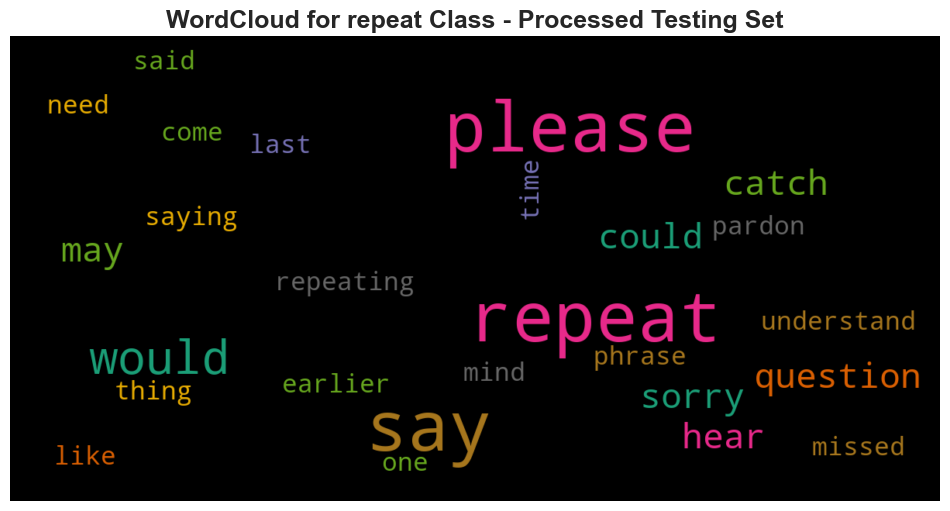 WordCloud for repeat Class - Processed Testing Set
said
need
please
come
last
time
catch
saying
pardon
could
may
repeating
repeat
understand
would
phrase
mind
question
earlier
thing
sorry
say
hear
missed
like
one